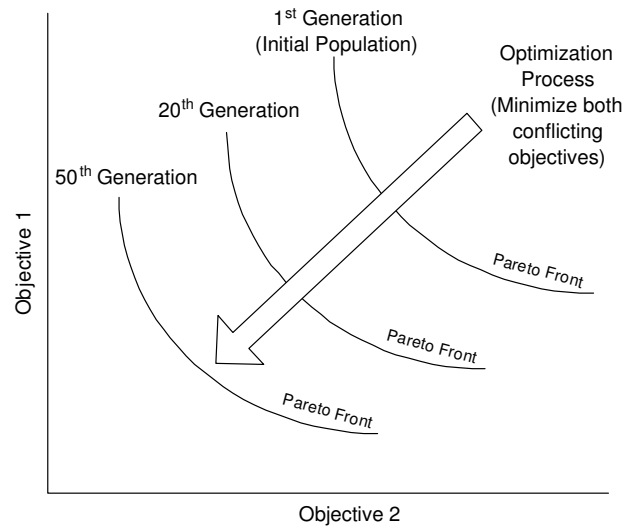 1st Generation
(Initial Population)
Optimization
Process
(Minimize both
conflicting
objectives)
20th Generation
50th Generation
Objective 1
Pareto Front
Pareto Front
Pareto Front
Objective 2